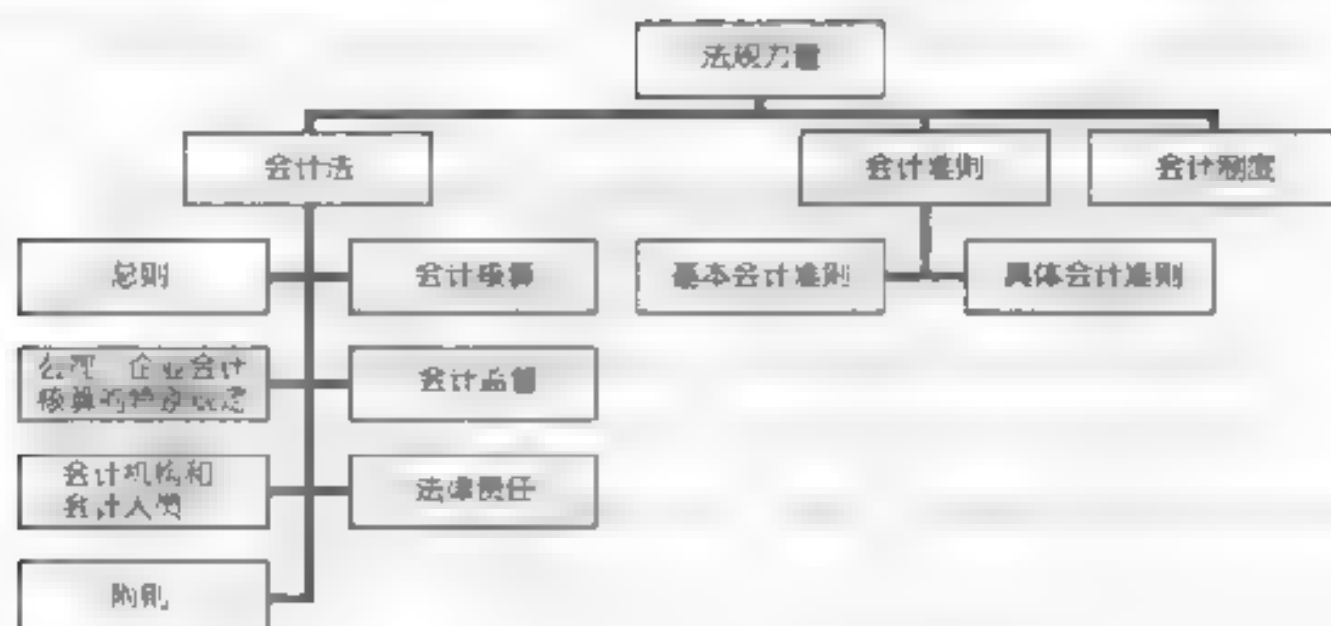 法规力量
会计法
会计准则
会计制度
总则
会计核算
基本会计准则
具体会计准则
公司、企业会计
核算的特别规定
会计监督
会计机构和
会计人员
法律责任
附则